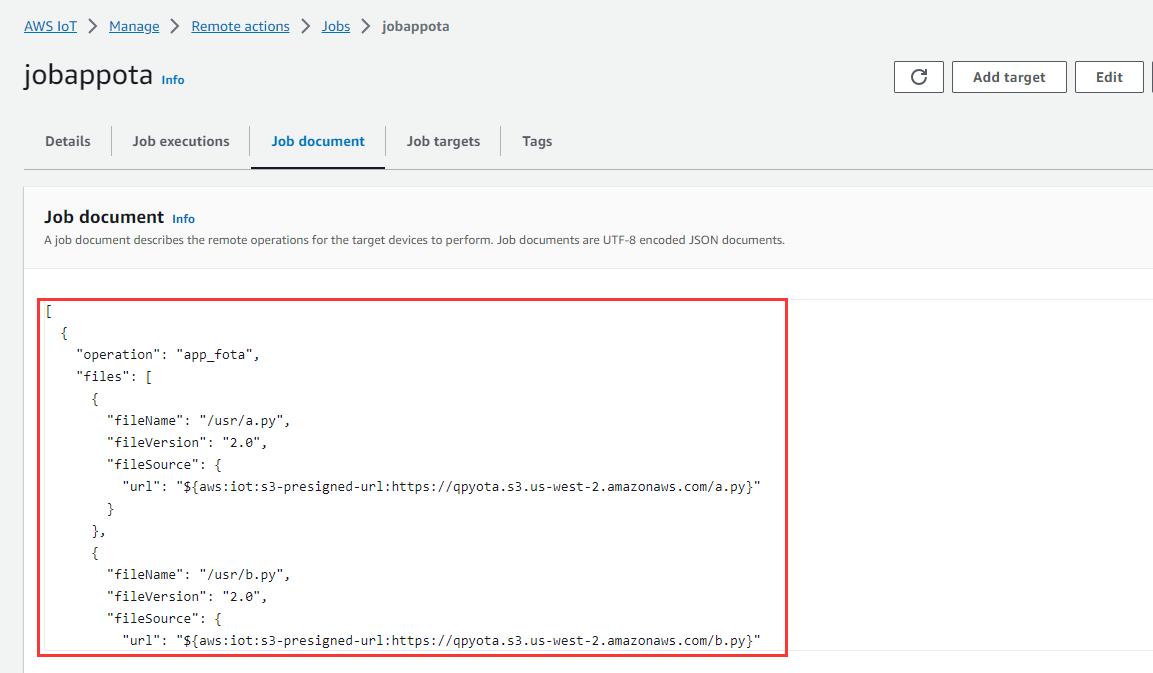 AWS IoT > Manage > Remote actions > Jobs > jobappota
jobappota Info
Add target Edit
Details Job executions Job document Job targets Tags
Job document Info
A job document describes the remote operations for the target devices to perform. Job documents are UTF-8 encoded JSON documents.
[
  {
    "operation": "app_fota",
    "files": [
      {
        "fileName": "/usr/a.py",
        "fileVersion": "2.0",
        "fileSource": {
          "url": "${aws:iot:s3-presigned-url:https://qpyota.s3.us-west-2.amazonaws.com/a.py}"
        }
      },
      {
        "fileName": "/usr/b.py",
        "fileVersion": "2.0",
        "fileSource": {
          "url": "${aws:iot:s3-presigned-url:https://qpyota.s3.us-west-2.amazonaws.com/b.py}"